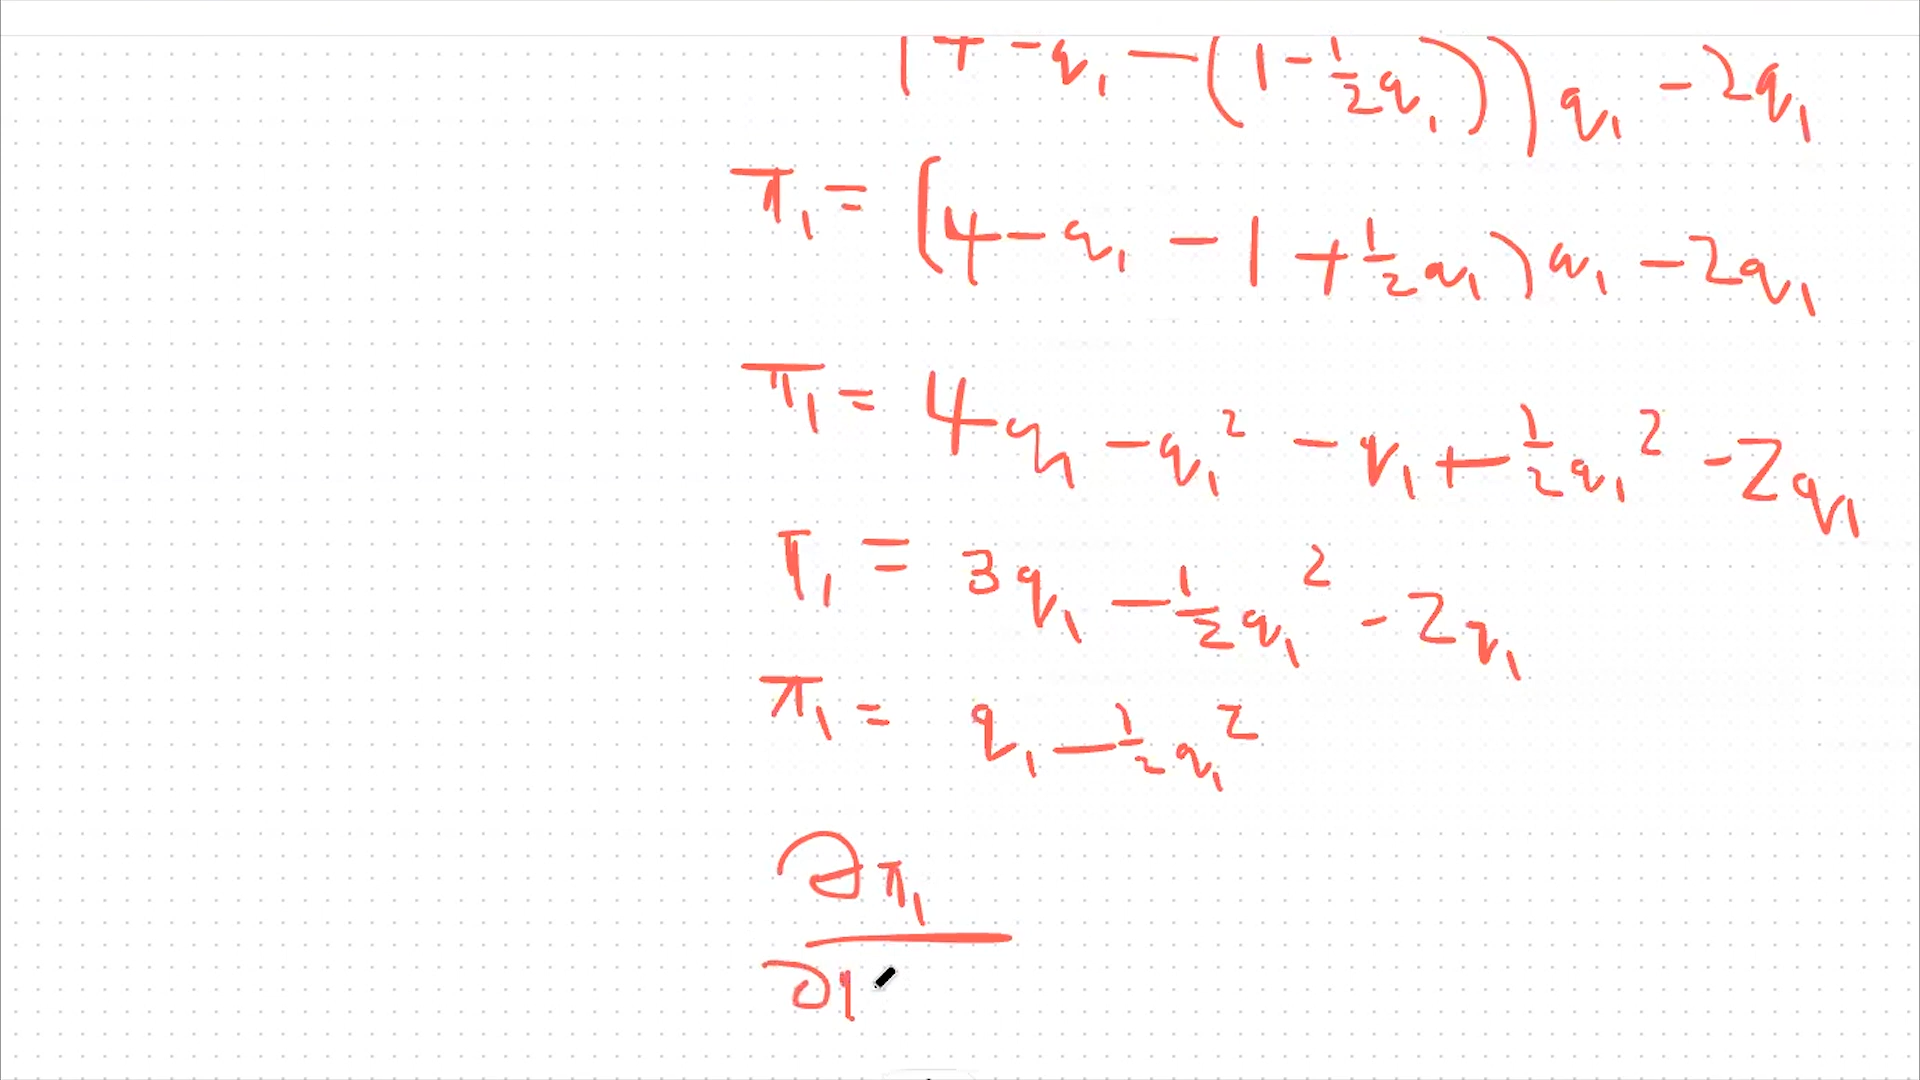 (4 - q₁ - (1 - ½q₁)) q₁ - 2q₁
π₁ = (4 - q₁ - 1 + ½q₁) q₁ - 2q₁
π₁ = 4q₁ - q₁² - q₁ + ½q₁² - 2q₁
π₁ = 3q₁ - ½q₁² - 2q₁
π₁ = q₁ - ½q₁²
∂π₁
∂q